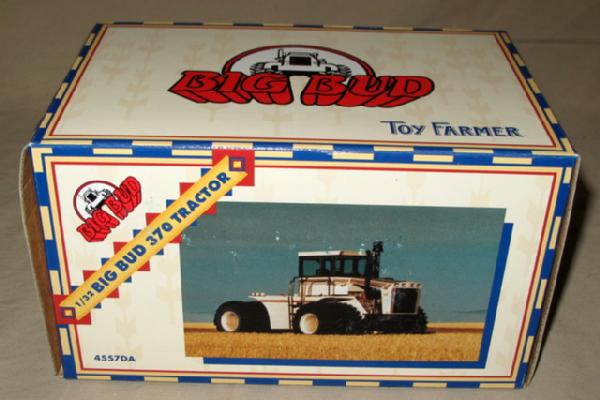 BIG BUD
TOY FARMER
BIG BUD
1/32 BIG BUD 370 TRACTOR
4557DA